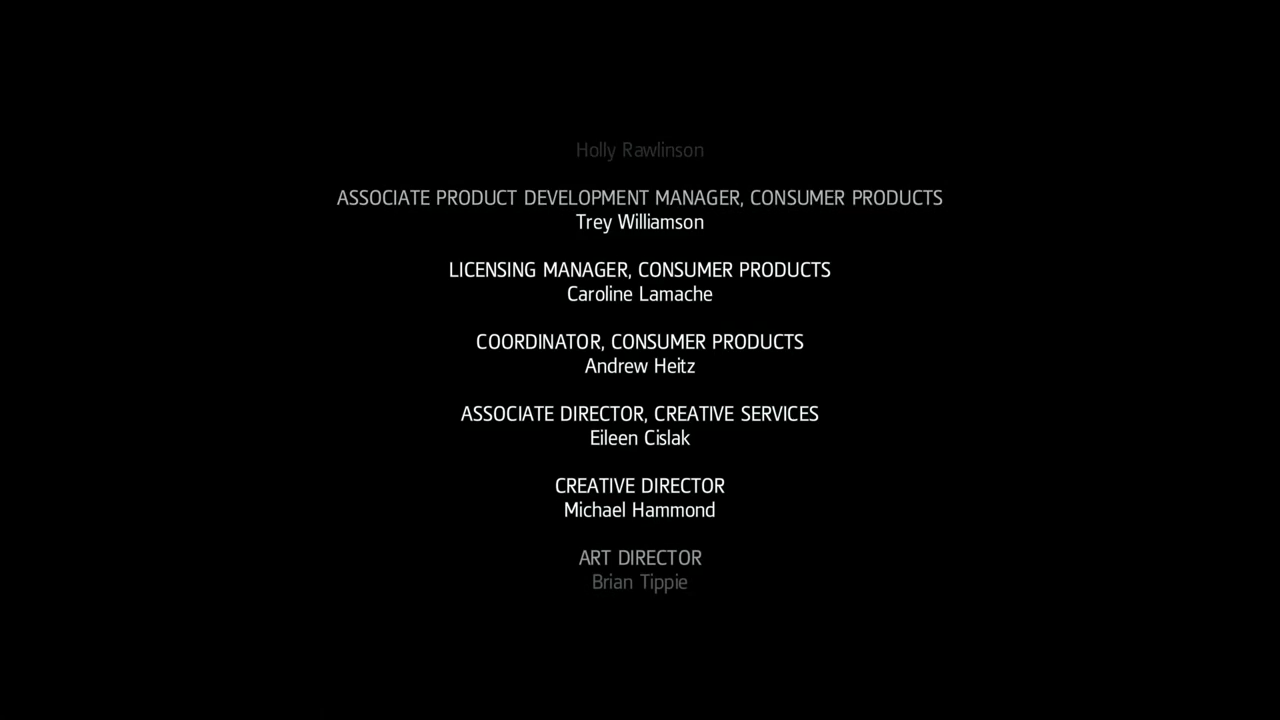 Holly Rawlinson
ASSOCIATE PRODUCT DEVELOPMENT MANAGER, CONSUMER PRODUCTS
Trey Williamson
LICENSING MANAGER, CONSUMER PRODUCTS
Caroline Lamache
COORDINATOR, CONSUMER PRODUCTS
Andrew Heitz
ASSOCIATE DIRECTOR, CREATIVE SERVICES
Eileen Cislak
CREATIVE DIRECTOR
Michael Hammond
ART DIRECTOR
Brian Tippie